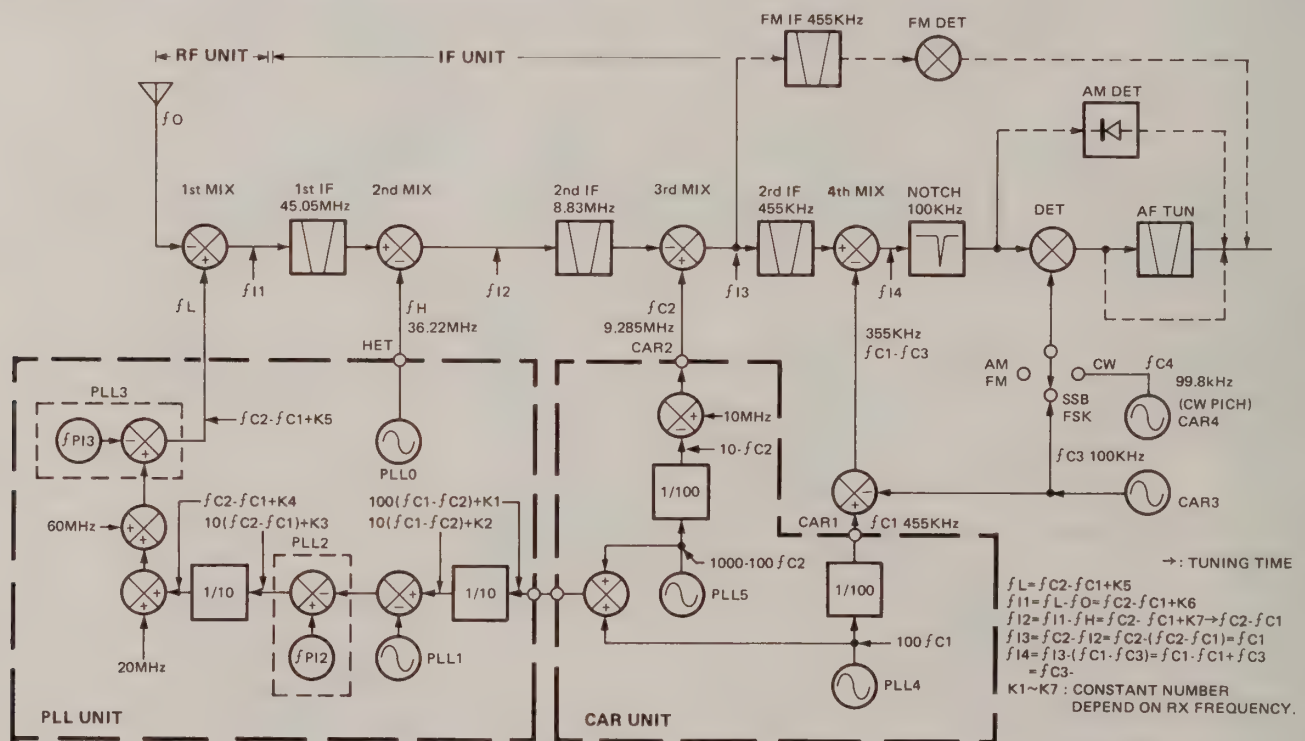 FM IF 455KHz
FM DET
RF UNIT
IF UNIT
AM DET
fO
1st MIX
1st IF
45.05MHz
2nd MIX
2nd IF
8.83MHz
3rd MIX
2rd IF
455KHz
4th MIX
NOTCH
100KHz
DET
AF TUN
fI1
fI2
fI3
fI4
fL
fH
36.22MHz
HET
fC2
9.285MHz
CAR2
355KHz
fC1-fC3
AM
FM
CW
fC4
99.8kHz
SSB
FSK
(CW PICH)
CAR4
PLL3
fPI3
fC2-fC1+K5
PLL0
10MHz
10-fC2
fC3 100KHz
CAR3
1/100
CAR1
fC1 455KHz
60MHz
fC2-fC1+K4
10(fC2-fC1)+K3
PLL2
100(fC1-fC2)+K1
10(fC1-fC2)+K2
1/10
1/10
1000-100fC2
PLL5
1/100
20MHz
fPI2
PLL1
100fC1
PLL4
PLL UNIT
CAR UNIT
→: TUNING TIME
fL=fC2-fC1+K5
fI1=fL-fO=fC2-fC1+K6
fI2=fI1-fH=fC2-fC1+K7→fC2-fC1
fI3=fC2-fI2=fC2-(fC2-fC1)=fC1
fI4=fI3-(fC1-fC3)=fC1-fC1+fC3
=fC3-
K1~K7 : CONSTANT NUMBER
DEPEND ON RX FREQUENCY.